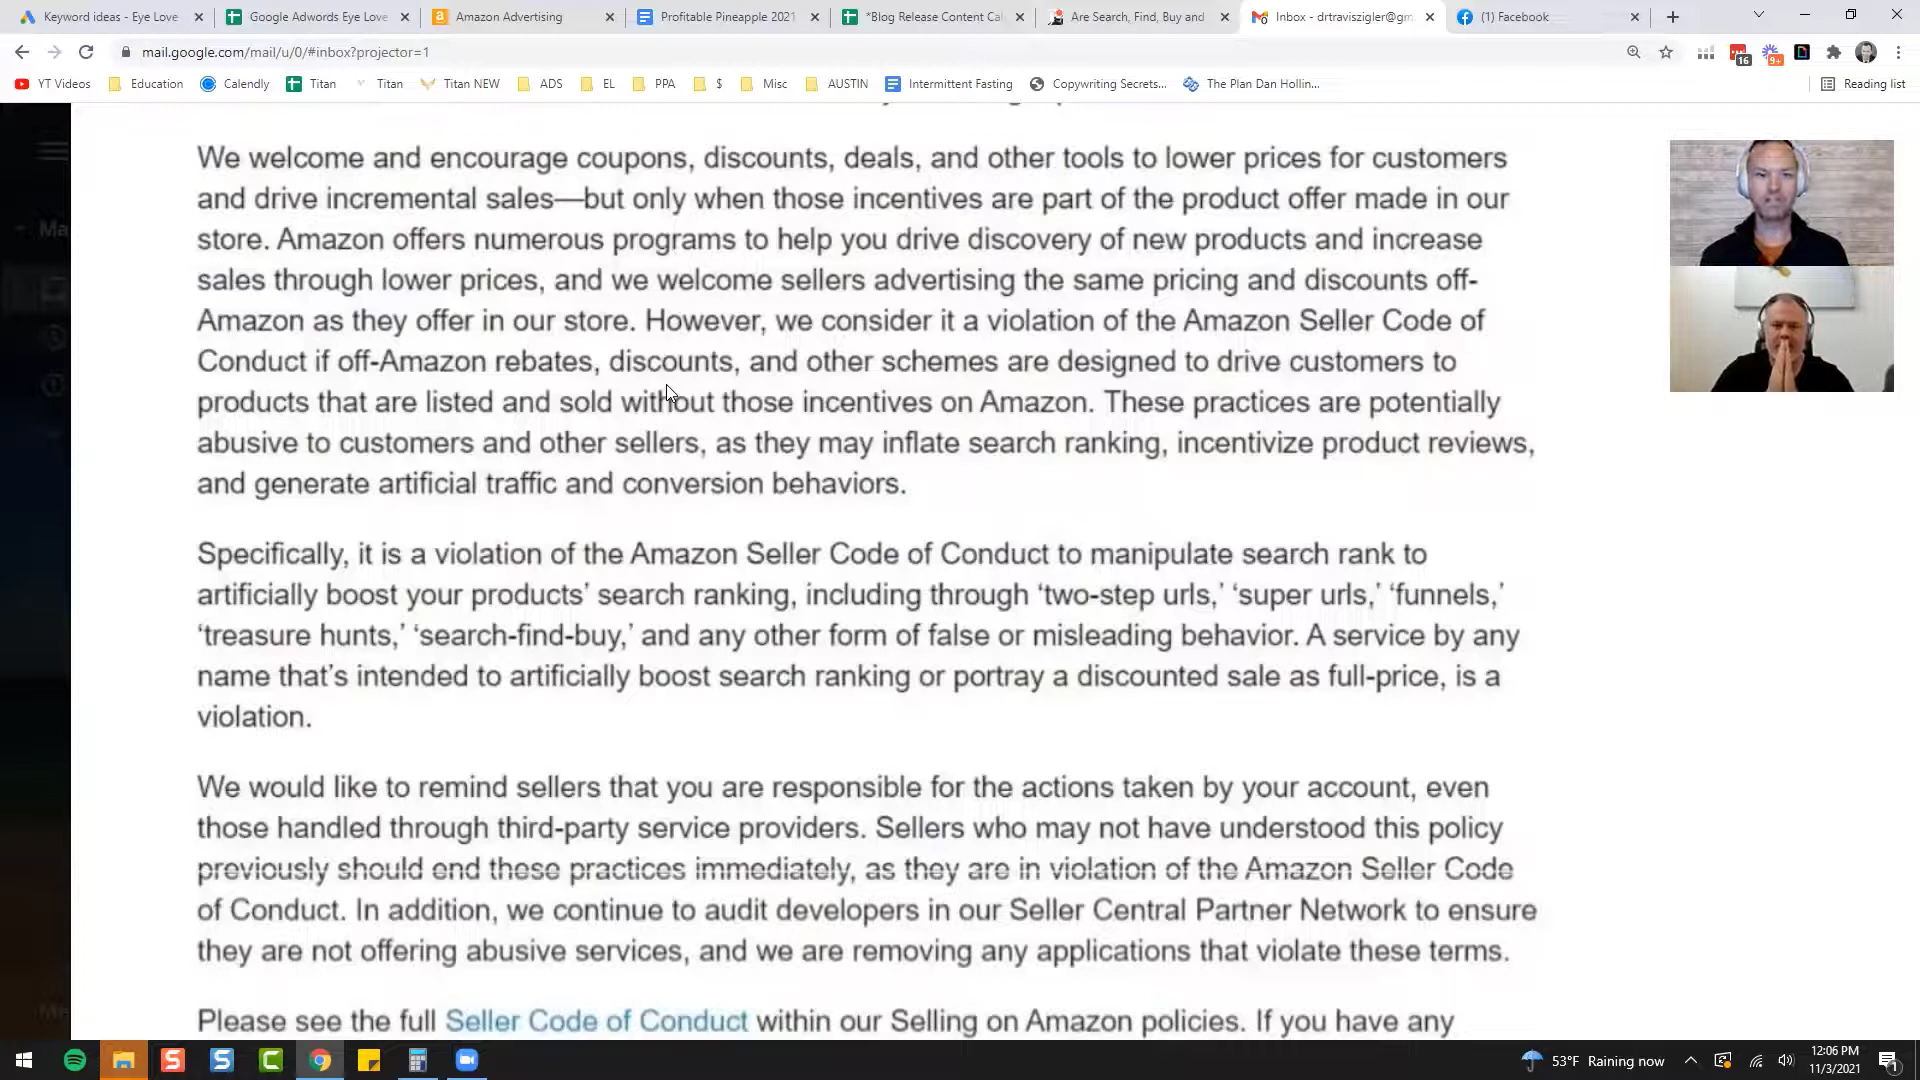 Keyword ideas - Eye Love
Google Adwords Eye Love
Amazon Advertising
Profitable Pineapple 2021
*Blog Release Content Cal
Are Search, Find, Buy and
Inbox - drtraviszigler@gm
(1) Facebook
mail.google.com/mail/u/0/#inbox?projector=1
16
9+
YT Videos
Education
Calendly
Titan
Titan
Titan NEW
ADS
EL
PPA
$
Misc
AUSTIN
Intermittent Fasting
Copywriting Secrets...
The Plan Dan Hollin...
Reading list
We welcome and encourage coupons, discounts, deals, and other tools to lower prices for customers
and drive incremental sales—but only when those incentives are part of the product offer made in our
store. Amazon offers numerous programs to help you drive discovery of new products and increase
sales through lower prices, and we welcome sellers advertising the same pricing and discounts off-
Amazon as they offer in our store. However, we consider it a violation of the Amazon Seller Code of
Conduct if off-Amazon rebates, discounts, and other schemes are designed to drive customers to
products that are listed and sold without those incentives on Amazon. These practices are potentially
abusive to customers and other sellers, as they may inflate search ranking, incentivize product reviews,
and generate artificial traffic and conversion behaviors.
Specifically, it is a violation of the Amazon Seller Code of Conduct to manipulate search rank to
artificially boost your products’ search ranking, including through ‘two-step urls,’ ‘super urls,’ ‘funnels,’
‘treasure hunts,’ ‘search-find-buy,’ and any other form of false or misleading behavior. A service by any
name that’s intended to artificially boost search ranking or portray a discounted sale as full-price, is a
violation.
We would like to remind sellers that you are responsible for the actions taken by your account, even
those handled through third-party service providers. Sellers who may not have understood this policy
previously should end these practices immediately, as they are in violation of the Amazon Seller Code
of Conduct. In addition, we continue to audit developers in our Seller Central Partner Network to ensure
they are not offering abusive services, and we are removing any applications that violate these terms.
Please see the full Seller Code of Conduct within our Selling on Amazon policies. If you have any
53°F Raining now
12:06 PM
11/3/2021
1